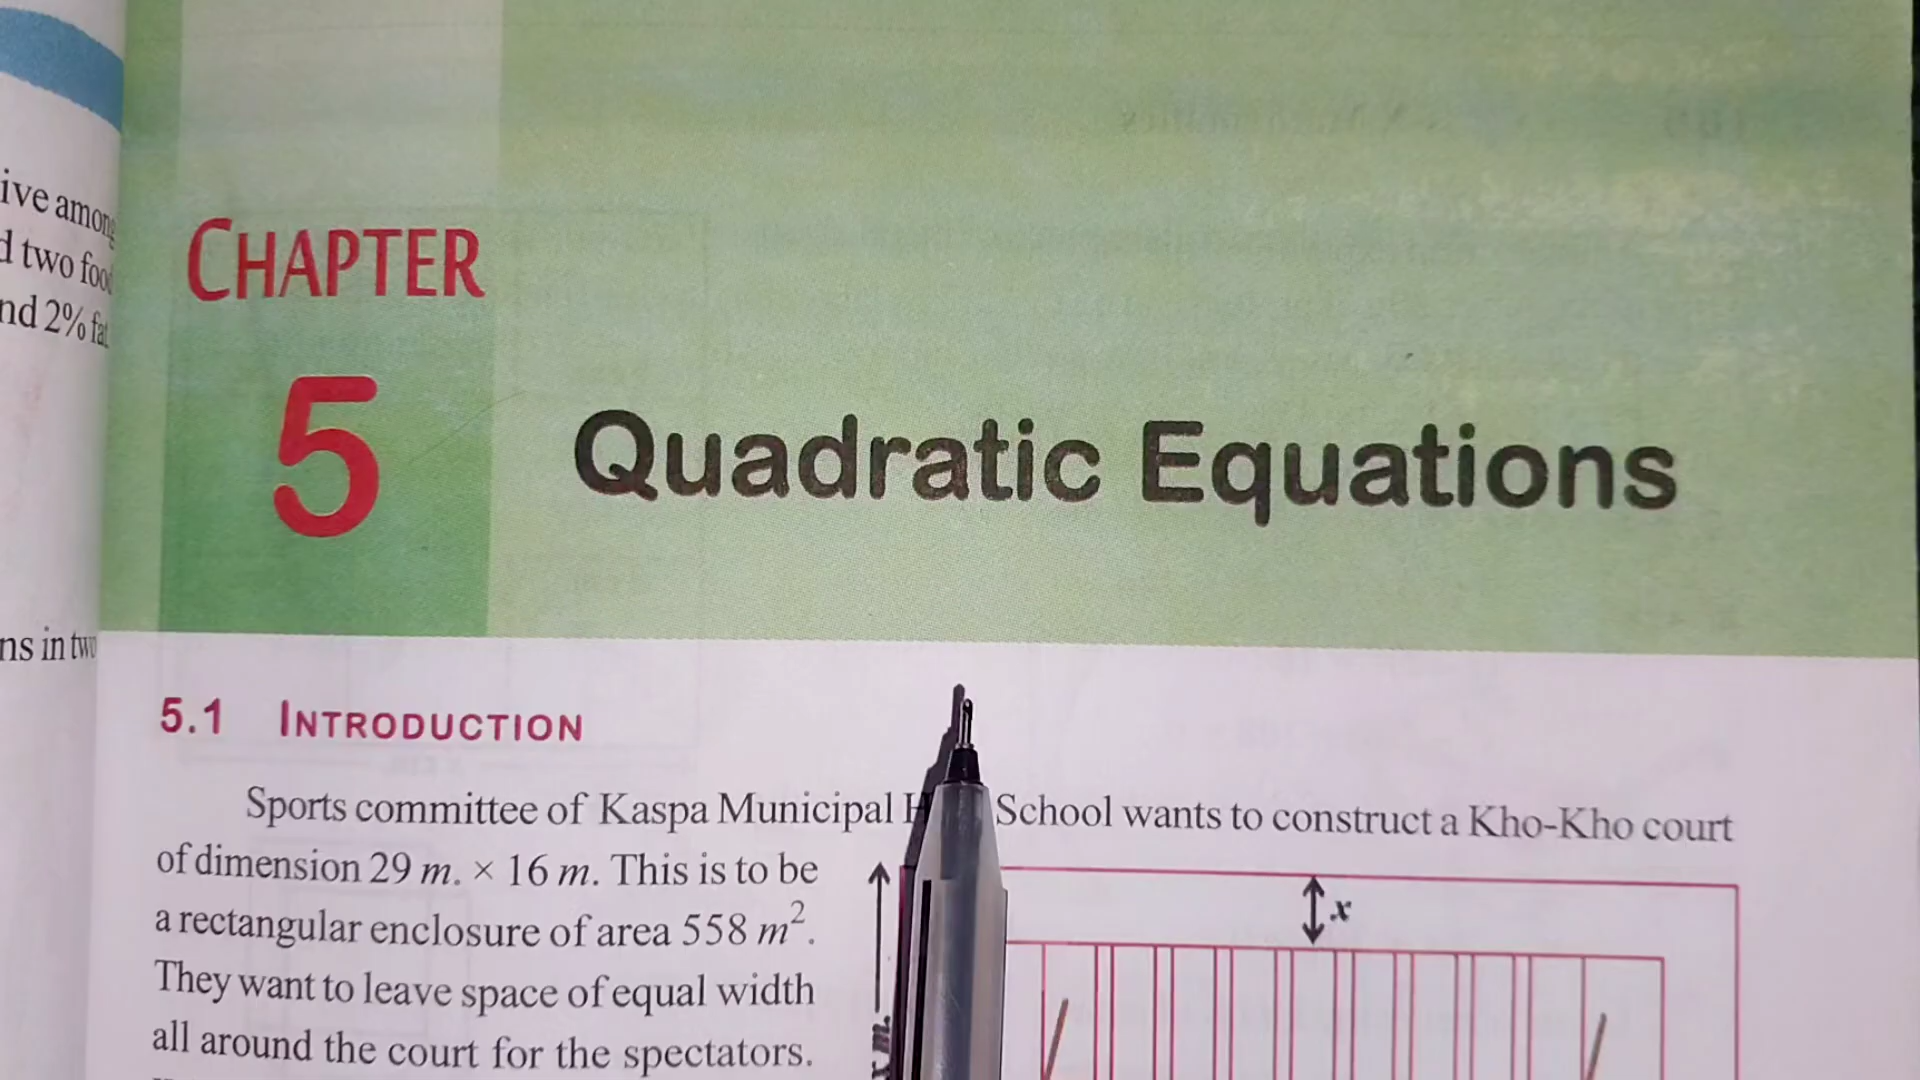 ive among
d two food
nd 2% fat
ns in two
CHAPTER
5
Quadratic Equations
5.1 INTRODUCTION
Sports committee of Kaspa Municipal School wants to construct a Kho-Kho court
of dimension 29 m. × 16 m. This is to be
a rectangular enclosure of area 558 m².
They want to leave space of equal width
all around the court for the spectators.
x
x m.